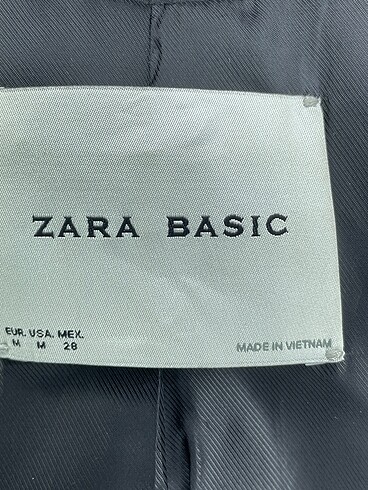 ZARA BASIC
EUR. USA. MEX.
M M 28
MADE IN VIETNAM